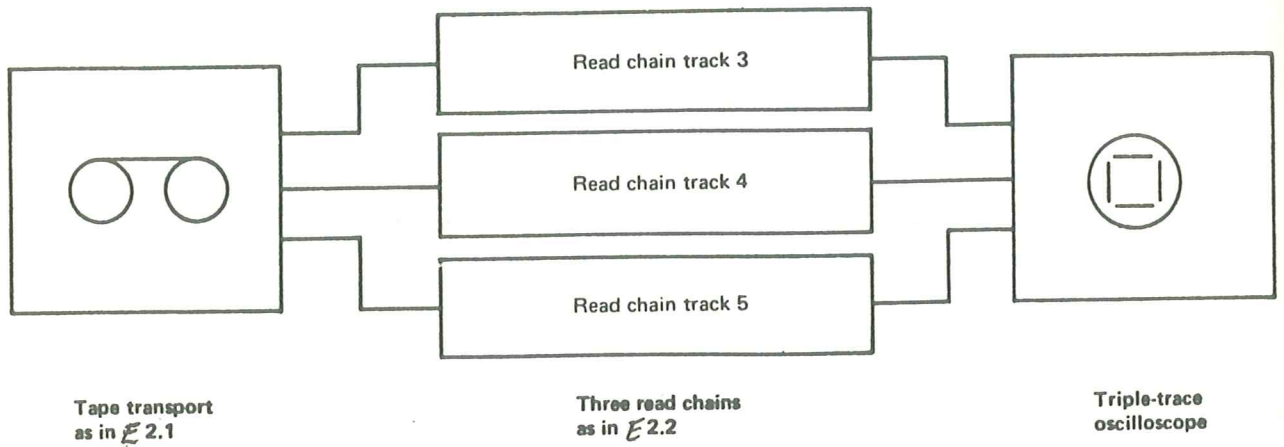 Read chain track 3
Read chain track 4
Read chain track 5
Tape transport
as in E 2.1
Three read chains
as in E 2.2
Triple-trace
oscilloscope